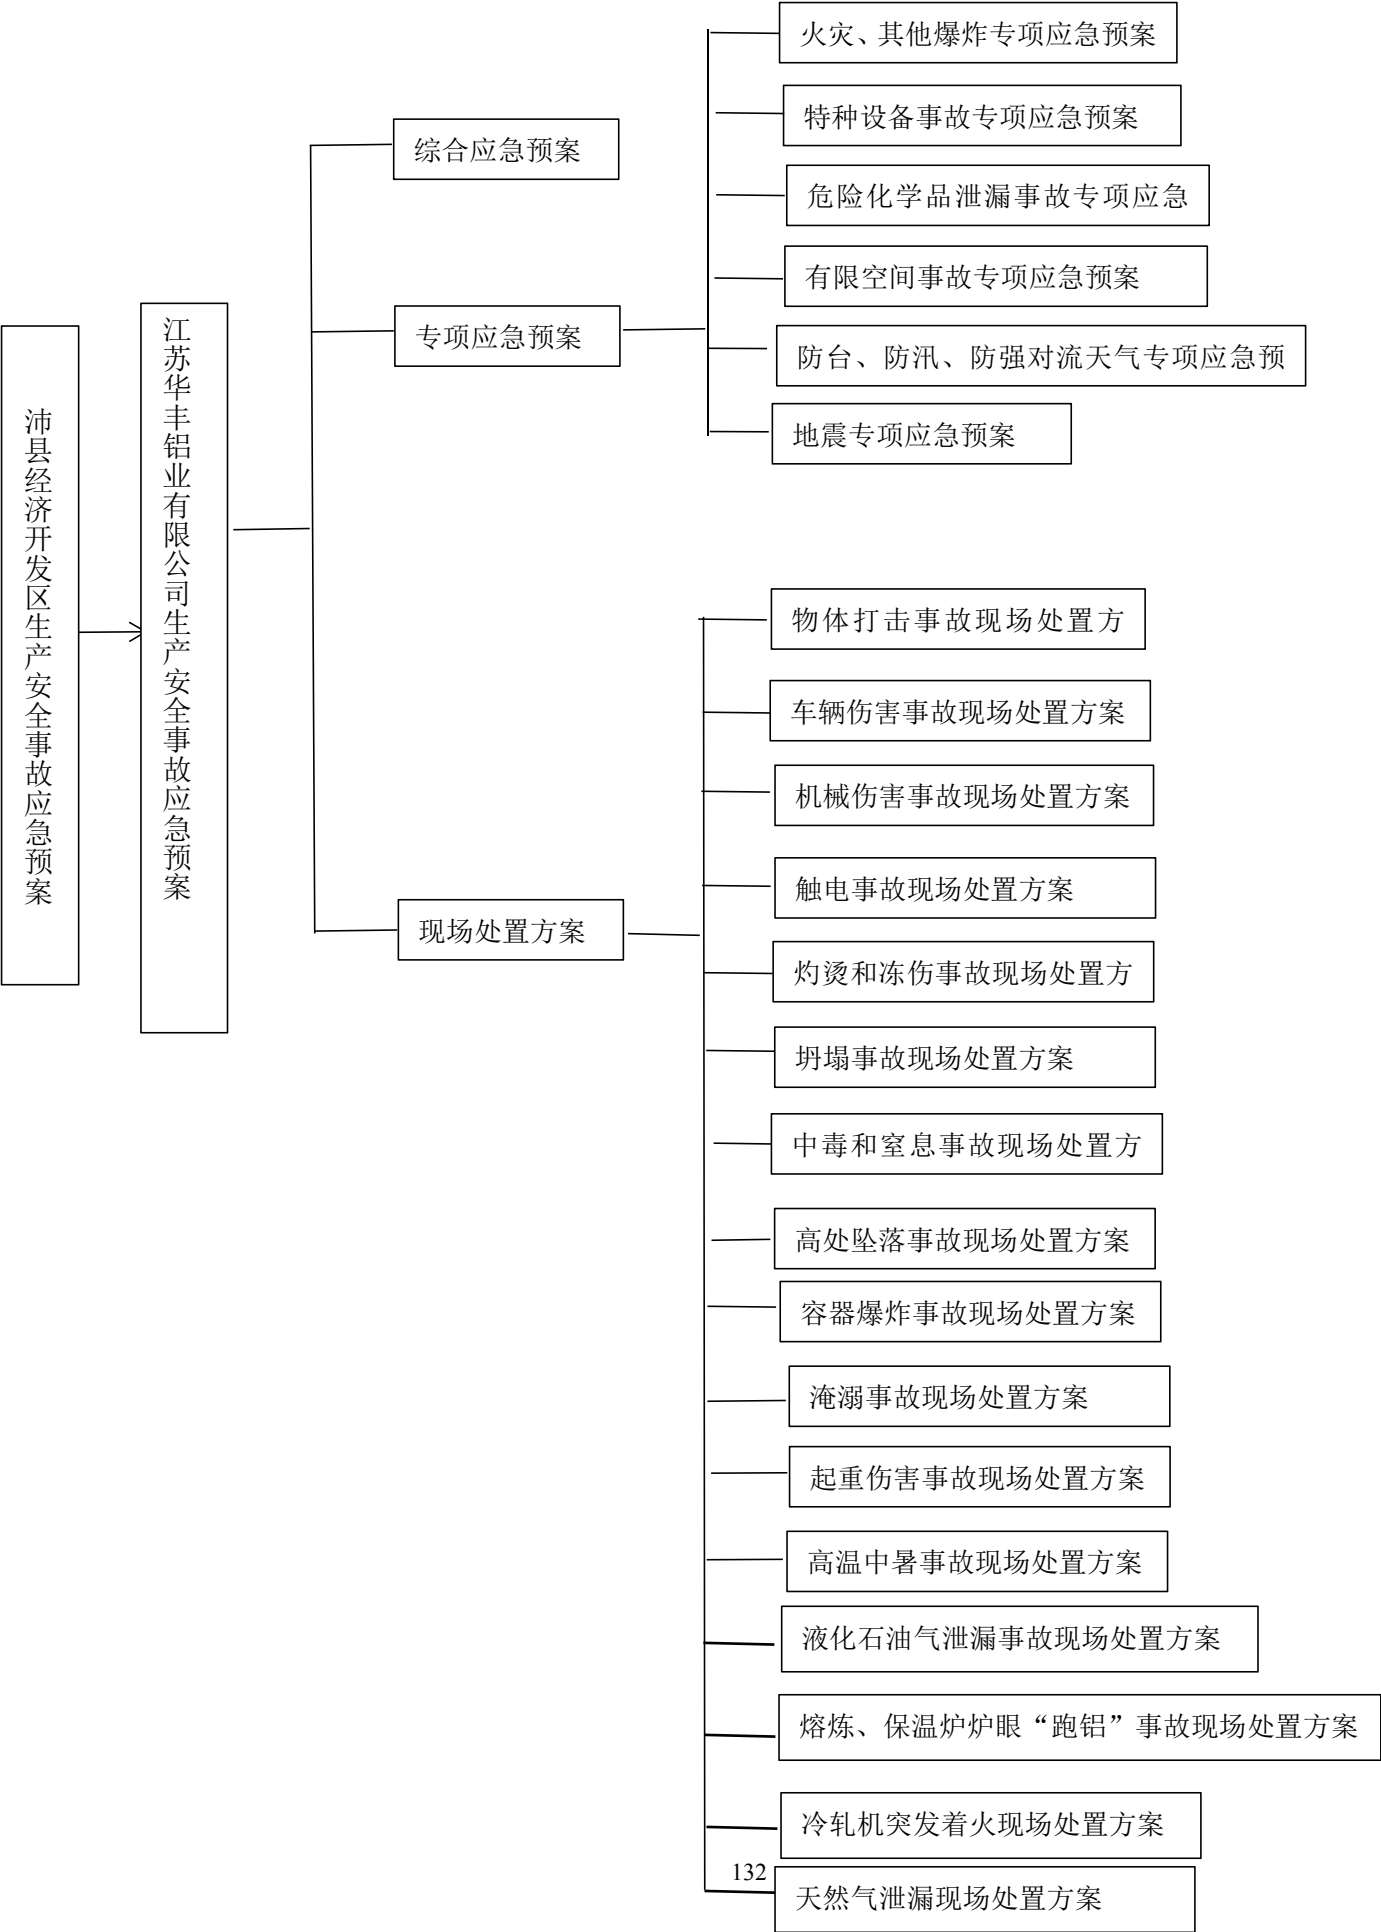 沛县经济开发区生产安全事故应急预案
江苏华丰铝业有限公司生产安全事故应急预案
综合应急预案
专项应急预案
火灾、其他爆炸专项应急预案
特种设备事故专项应急预案
危险化学品泄漏事故专项应急
有限空间事故专项应急预案
防台、防汛、防强对流天气专项应急预
地震专项应急预案
现场处置方案
物体打击事故现场处置方
车辆伤害事故现场处置方案
机械伤害事故现场处置方案
触电事故现场处置方案
灼烫和冻伤事故现场处置方
坍塌事故现场处置方案
中毒和窒息事故现场处置方
高处坠落事故现场处置方案
容器爆炸事故现场处置方案
淹溺事故现场处置方案
起重伤害事故现场处置方案
高温中暑事故现场处置方案
液化石油气泄漏事故现场处置方案
熔炼、保温炉炉眼“跑铝”事故现场处置方案
冷轧机突发着火现场处置方案
132
天然气泄漏现场处置方案